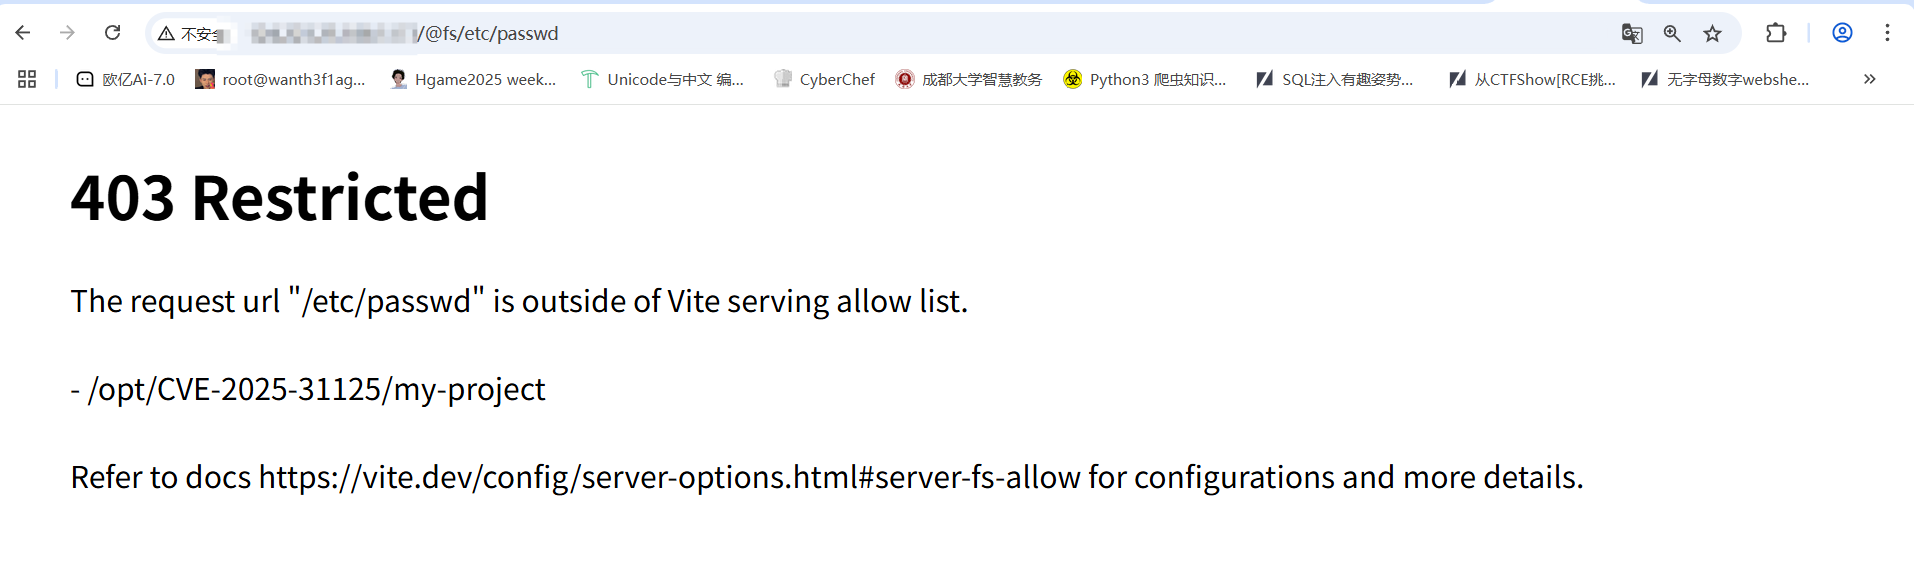 不安全 /@fs/etc/passwd
欧亿Ai-7.0 root@wanth3f1ag... Hgame2025 week... Unicode与中文 编... CyberChef 成都大学智慧教务 Python3 爬虫知识... SQL注入有趣姿势... 从CTFShow[RCE挑... 无字母数字webshe... »
403 Restricted
The request url "/etc/passwd" is outside of Vite serving allow list.
- /opt/CVE-2025-31125/my-project
Refer to docs https://vite.dev/config/server-options.html#server-fs-allow for configurations and more details.